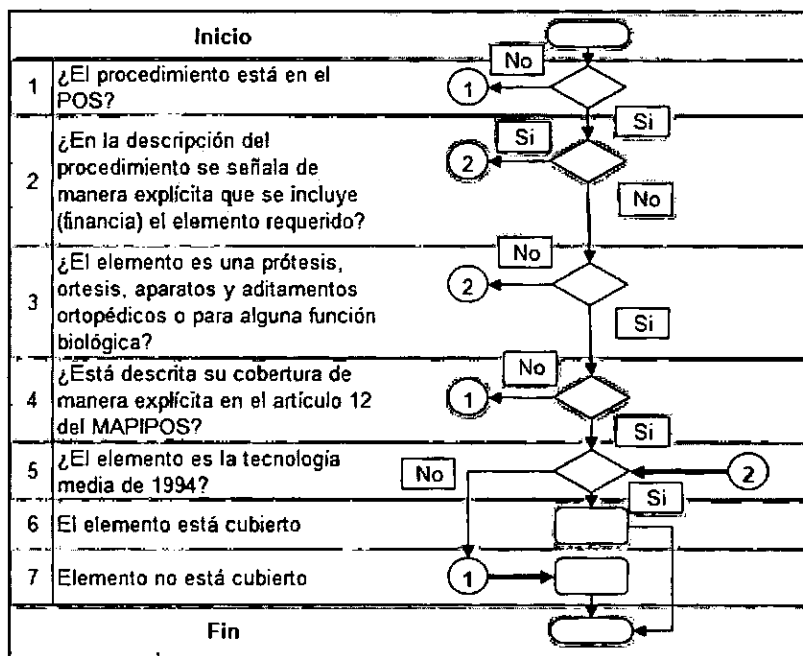 Inicio
No
1
¿El procedimiento está en el
POS?
1
Si
2
¿En la descripción del
procedimiento se señala de
manera explícita que se incluye
(financia) el elemento requerido?
Si
2
No
3
¿El elemento es una prótesis,
ortesis, aparatos y aditamentos
ortopédicos o para alguna función
biológica?
No
2
Si
4
¿Está descrita su cobertura de
manera explícita en el artículo 12
del MAPIPOS?
No
1
Si
5
¿El elemento es la tecnología
media de 1994?
No
2
Si
6
El elemento está cubierto
7
Elemento no está cubierto
1
Fin